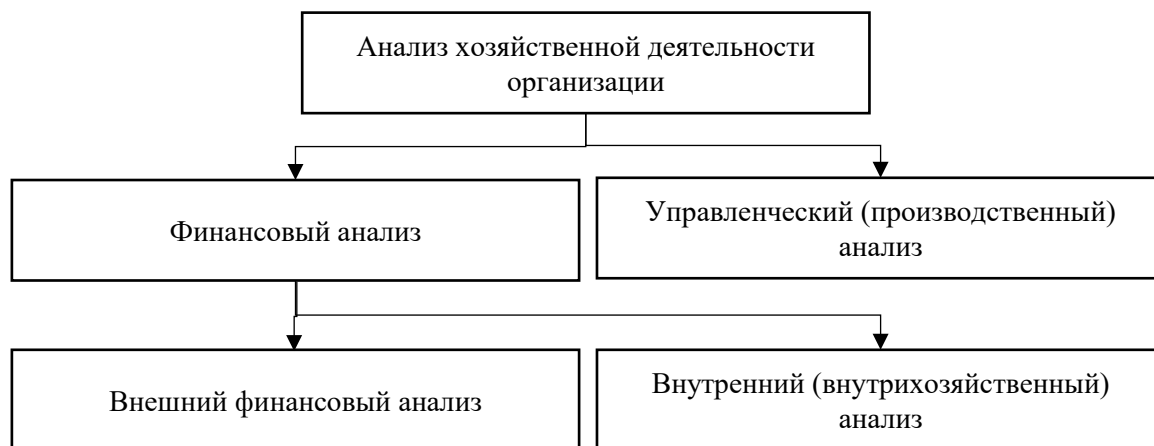 Анализ хозяйственной деятельности
организации
Финансовый анализ
Управленческий (производственный)
анализ
Внешний финансовый анализ
Внутренний (внутрихозяйственный)
анализ